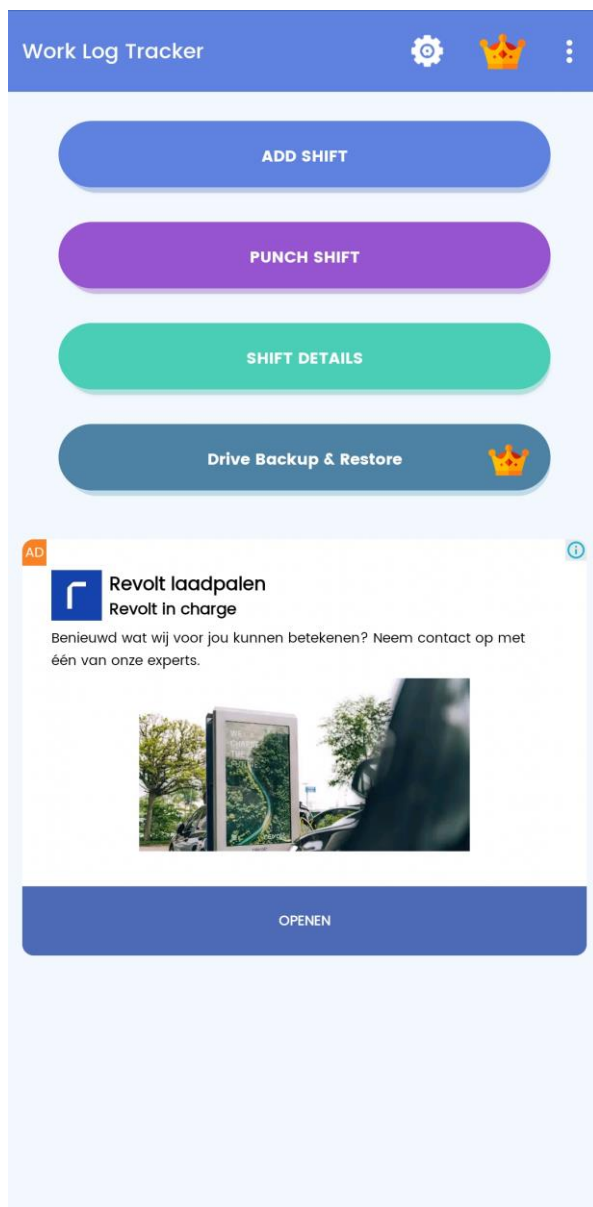 Work Log Tracker
ADD SHIFT
PUNCH SHIFT
SHIFT DETAILS
Drive Backup & Restore
AD
Revolt laadpalen
Revolt in charge
Benieuwd wat wij voor jou kunnen betekenen? Neem contact op met
één van onze experts.
OPENEN